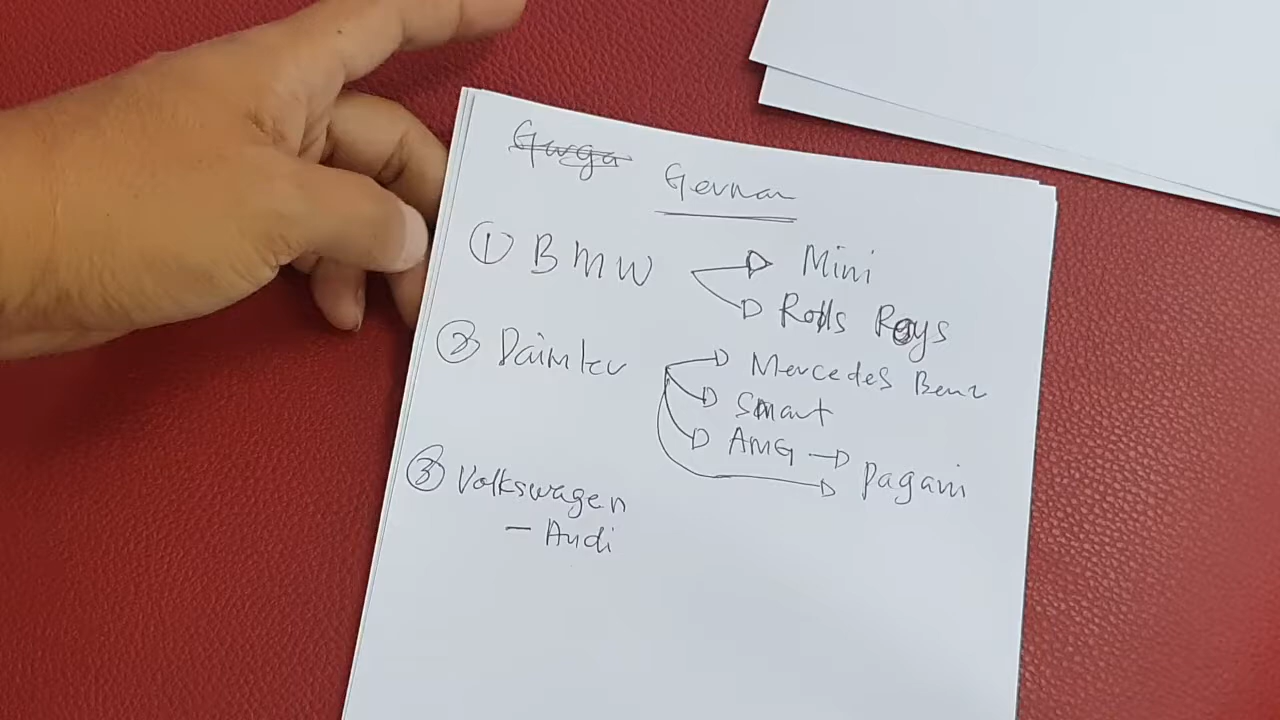 German
① BMW → Mini
→ Rolls Roys
② Daimler → Mercedes Benz
→ Smart
→ AMG → Pagani
③ Volkswagen
- Audi